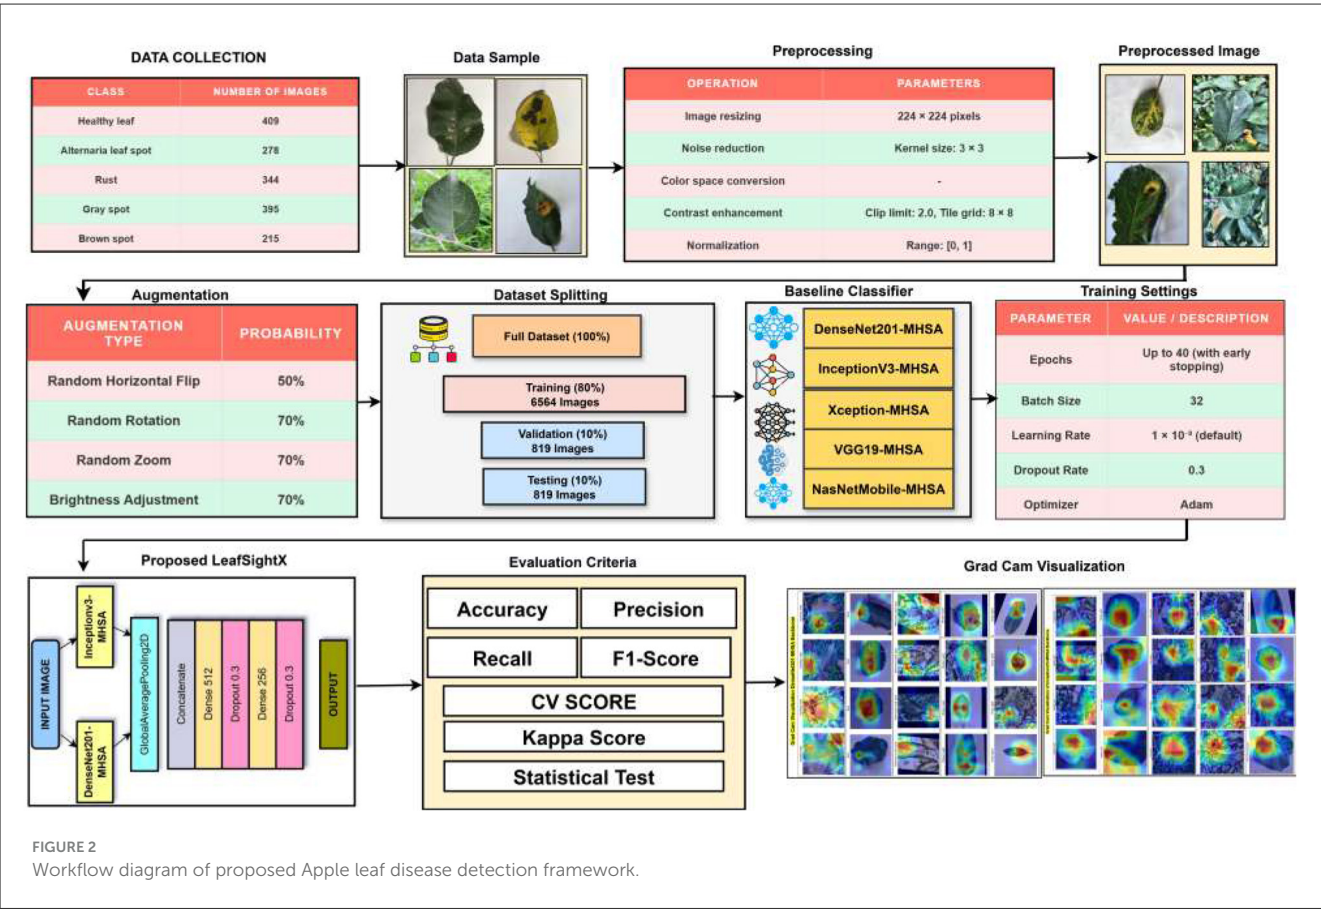 DATA COLLECTION
CLASS NUMBER OF IMAGES
Healthy leaf 409
Alternaria leaf spot 278
Rust 344
Gray spot 395
Brown spot 215
Data Sample
Preprocessing
OPERATION PARAMETERS
Image resizing 224 × 224 pixels
Noise reduction Kernel size: 3 × 3
Color space conversion -
Contrast enhancement Clip limit: 2.0, Tile grid: 8 × 8
Normalization Range: [0, 1]
Preprocessed Image
Augmentation
AUGMENTATION
TYPE
PROBABILITY
Random Horizontal Flip 50%
Random Rotation 70%
Random Zoom 70%
Brightness Adjustment 70%
Dataset Splitting
Full Dataset (100%)
Training (80%)
6564 Images
Validation (10%)
819 Images
Testing (10%)
819 Images
Baseline Classifier
DenseNet201-MHSA
InceptionV3-MHSA
Xception-MHSA
VGG19-MHSA
NasNetMobile-MHSA
Training Settings
PARAMETER VALUE / DESCRIPTION
Epochs Up to 40 (with early
stopping)
Batch Size 32
Learning Rate 1 × 10⁻³ (default)
Dropout Rate 0.3
Optimizer Adam
Proposed LeafSightX
INPUT IMAGE
Inceptionv3-
MHSA
DenseNet201-
MHSA
GlobalAveragePooling2D
Concatenate
Dense 512
Dropout 0.3
Dense 256
Dropout 0.3
OUTPUT
Evaluation Criteria
Accuracy Precision
Recall F1-Score
CV SCORE
Kappa Score
Statistical Test
Grad Cam Visualization
FIGURE 2
Workflow diagram of proposed Apple leaf disease detection framework.